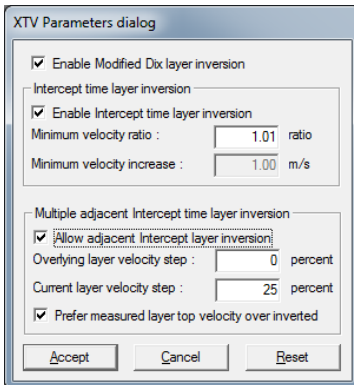 XTV Parameters dialog
Enable Modified Dix layer inversion
Intercept time layer inversion
Enable Intercept time layer inversion
Minimum velocity ratio : 1.01 ratio
Minimum velocity increase : 1.00 m/s
Multiple adjacent Intercept time layer inversion
Allow adjacent Intercept layer inversion
Overlying layer velocity step : 0 percent
Current layer velocity step : 25 percent
Prefer measured layer top velocity over inverted
Accept Cancel Reset